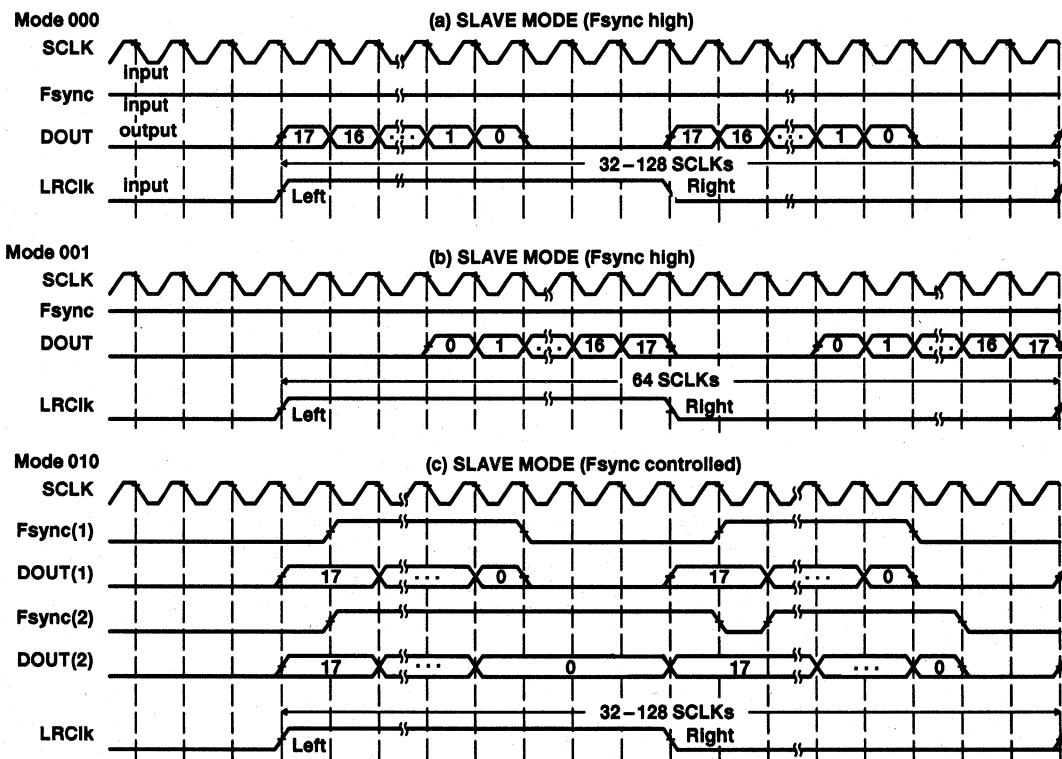 Mode 000
(a) SLAVE MODE (Fsync high)
SCLK
input
Fsync
input
output
DOUT
17 16 ... 1 0 17 16 ... 1 0
32–128 SCLKs
LRClk input
Left
Right
Mode 001
(b) SLAVE MODE (Fsync high)
SCLK
Fsync
DOUT
0 1 ... 16 17 0 1 ... 16 17
64 SCLKs
LRClk
Left
Right
Mode 010
(c) SLAVE MODE (Fsync controlled)
SCLK
Fsync(1)
DOUT(1)
17 ... 0 17 ... 0
Fsync(2)
DOUT(2)
17 ... 0 17 ... 0
32–128 SCLKs
LRClk
Left
Right